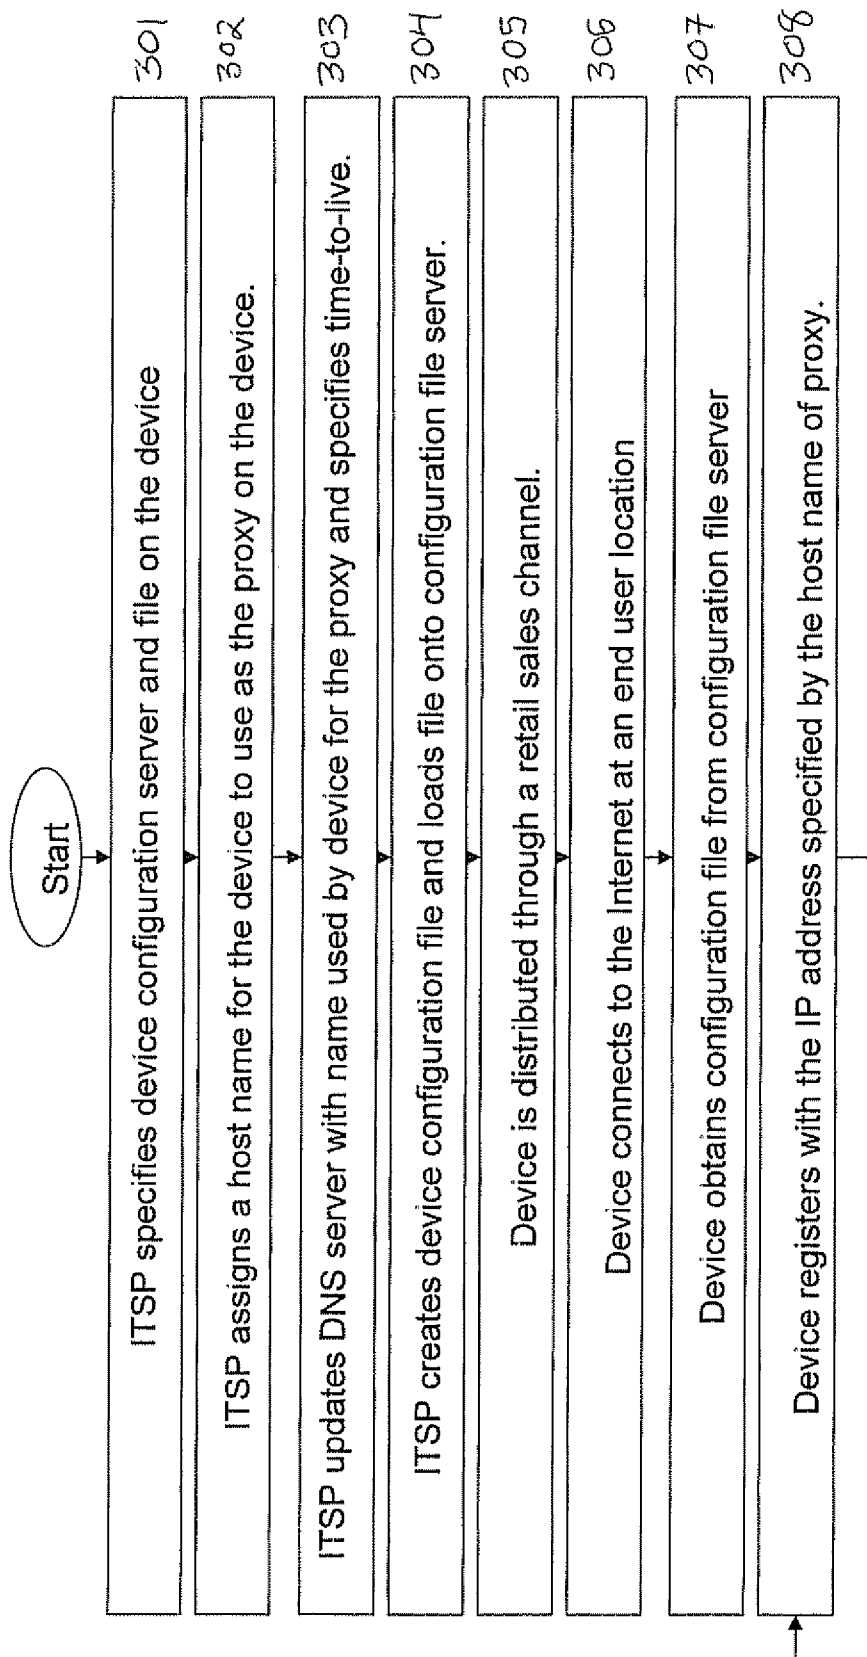 Start
ITSP specifies device configuration server and file on the device
301
ITSP assigns a host name for the device to use as the proxy on the device.
302
ITSP updates DNS server with name used by device for the proxy and specifies time-to-live.
303
ITSP creates device configuration file and loads file onto configuration file server.
304
Device is distributed through a retail sales channel.
305
Device connects to the Internet at an end user location
306
Device obtains configuration file from configuration file server
307
Device registers with the IP address specified by the host name of proxy.
308